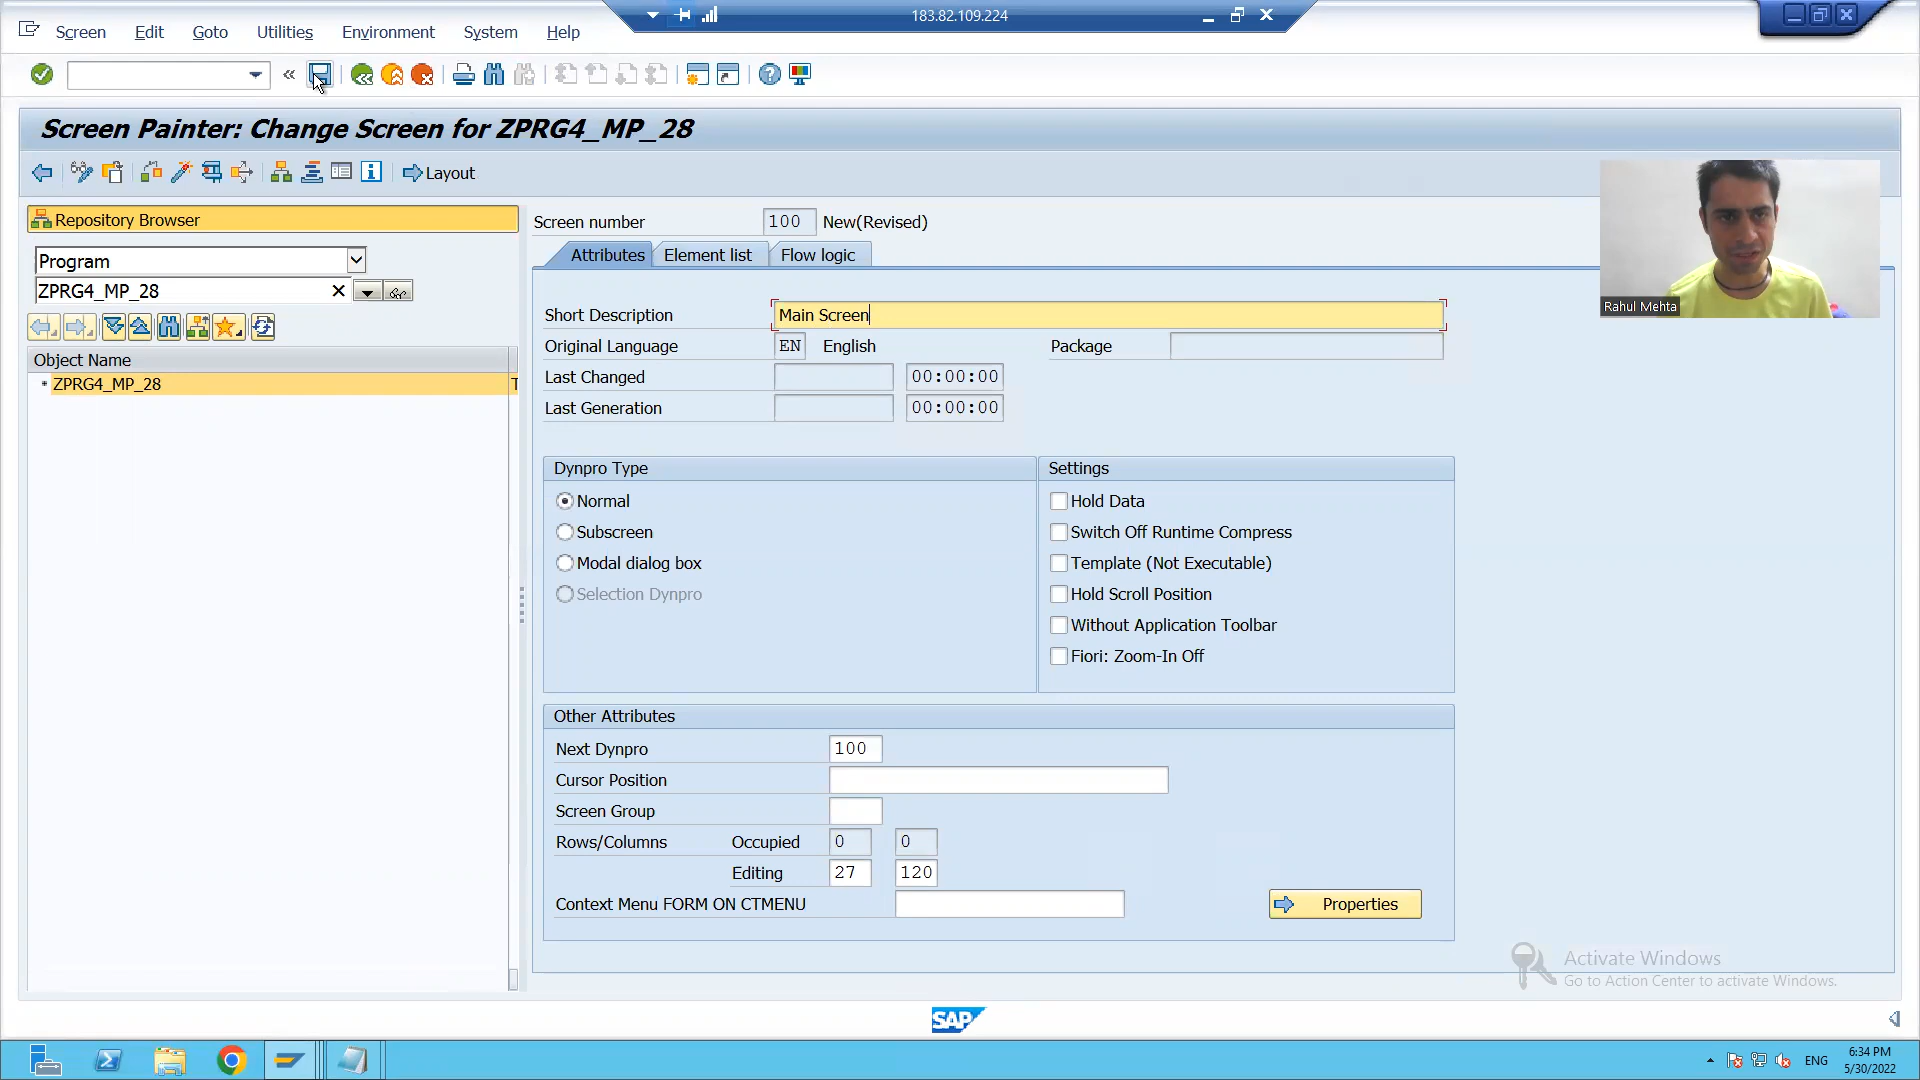 183.82.109.224
Screen Edit Goto Utilities Environment System Help
Screen Painter: Change Screen for ZPRG4_MP_28
Layout
Repository Browser
Program
ZPRG4_MP_28
Object Name
ZPRG4_MP_28 T
Screen number 100 New(Revised)
Attributes Element list Flow logic
Short Description Main Screen
Original Language EN English Package
Last Changed 00:00:00
Last Generation 00:00:00
Dynpro Type Settings
Normal Hold Data
Subscreen Switch Off Runtime Compress
Modal dialog box Template (Not Executable)
Selection Dynpro Hold Scroll Position
Without Application Toolbar
Fiori: Zoom-In Off
Other Attributes
Next Dynpro 100
Cursor Position
Screen Group
Rows/Columns Occupied 0 0
Editing 27 120
Context Menu FORM ON CTMENU Properties
Rahul Mehta
Activate Windows
Go to Action Center to activate Windows.
SAP
ENG 6:34 PM
5/30/2022